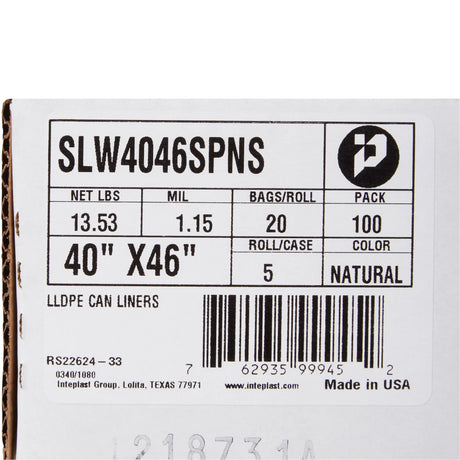 SLW4046SPNS
NET LBS MIL BAGS/ROLL PACK
13.53 1.15 20 100
40" X46" ROLL/CASE COLOR
5 NATURAL
LLDPE CAN LINERS
RS22624-33
0340/1080
Inteplast Group. Lolita, TEXAS 77971
7 62935 99945 2
www.inteplast.com
Made in USA